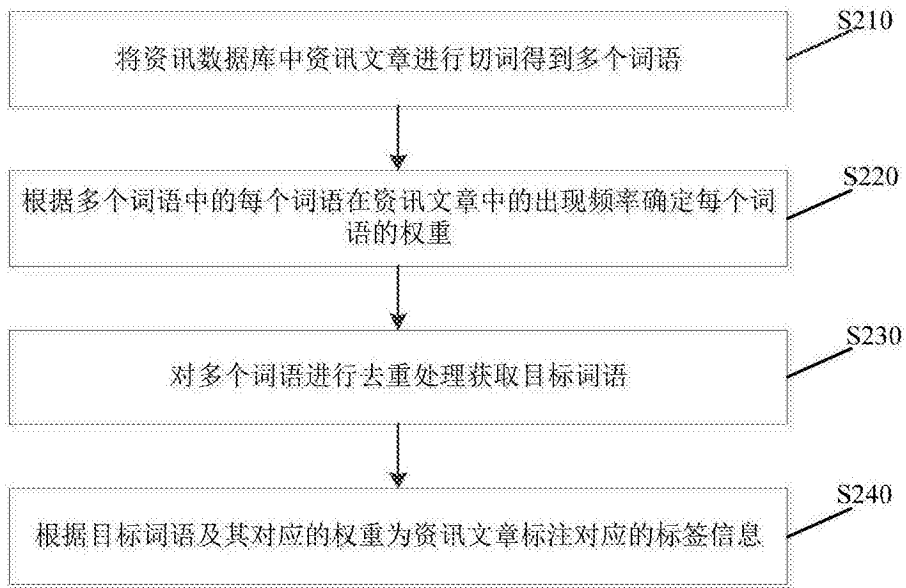 S210
将资讯数据库中资讯文章进行切词得到多个词语
S220
根据多个词语中的每个词语在资讯文章中的出现频率确定每个词
语的权重
S230
对多个词语进行去重处理获取目标词语
S240
根据目标词语及其对应的权重为资讯文章标注对应的标签信息